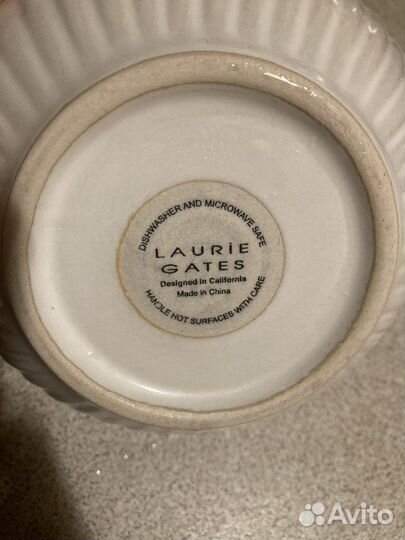 DISHWASHER AND MICROWAVE SAFE
LAURIE
GATES
Designed in California
Made in China
HANDLE HOT SURFACES WITH CARE
Avito